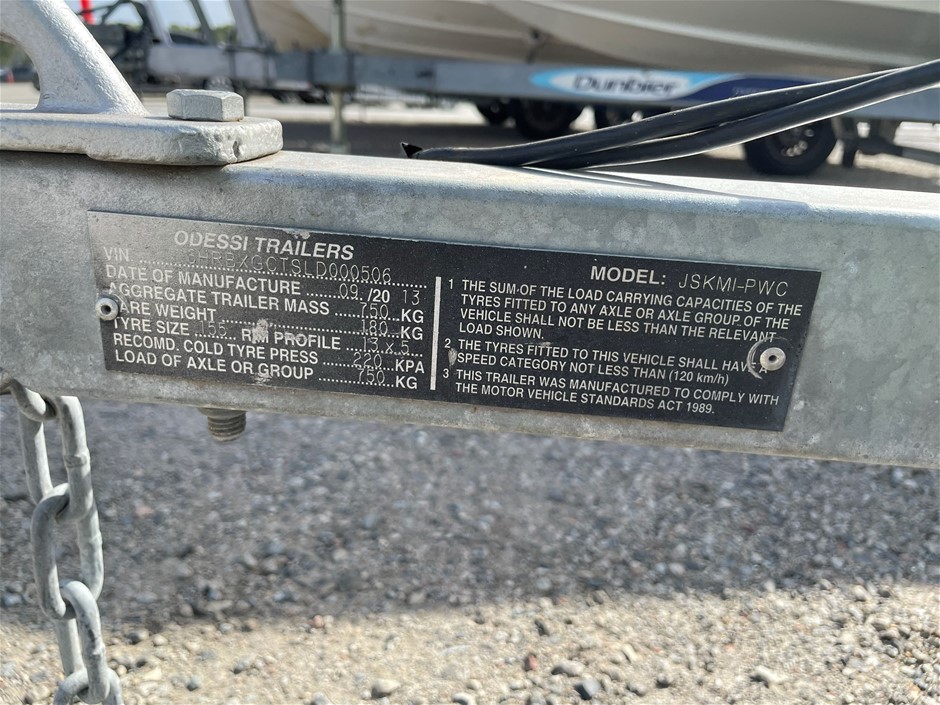 Dunbier
ODESSI TRAILERS
VIN HRBXGCTSLD000506
DATE OF MANUFACTURE 09/2013
AGGREGATE TRAILER MASS 750 KG
TARE WEIGHT 180 KG
TYRE SIZE 155 RIM PROFILE 13 x 5
RECOMD. COLD TYRE PRESS 220 KPA
LOAD OF AXLE OR GROUP 750 KG
MODEL: JSKMI-PWC
1 THE SUM OF THE LOAD CARRYING CAPACITIES OF THE
TYRES FITTED TO ANY AXLE OR AXLE GROUP OF THE
VEHICLE SHALL NOT BE LESS THAN THE RELEVANT
LOAD SHOWN.
2 THE TYRES FITTED TO THIS VEHICLE SHALL HAVE A
SPEED CATEGORY NOT LESS THAN (120 km/h)
3 THIS TRAILER WAS MANUFACTURED TO COMPLY WITH
THE MOTOR VEHICLE STANDARDS ACT 1989.